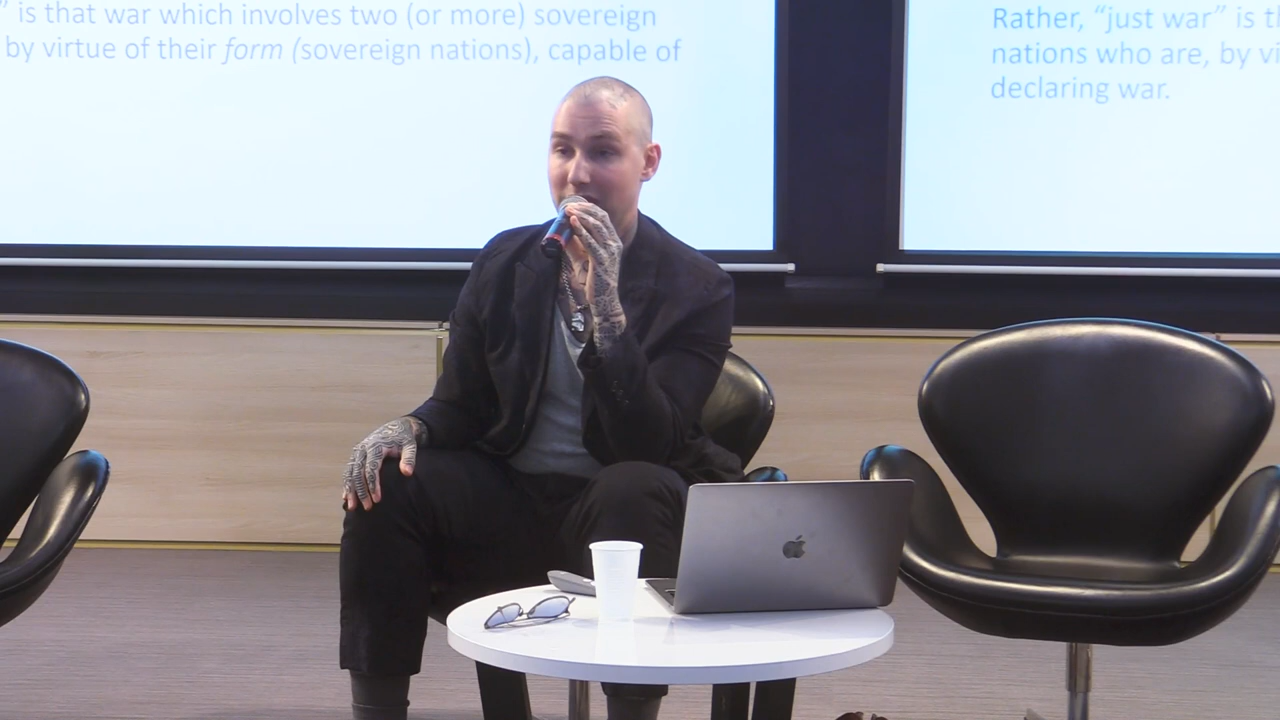 ” is that war which involves two (or more) sovereign
by virtue of their form (sovereign nations), capable of
Rather, “just war” is t
nations who are, by vi
declaring war.